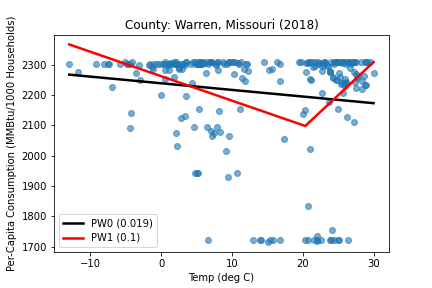 County: Warren, Missouri (2018)
Per-Capita Consumption (MMBtu/1000 Households)
2300
2200
2100
2000
1900
1800
1700
PW0 (0.019)
PW1 (0.1)
−10
0
10
20
30
Temp (deg C)